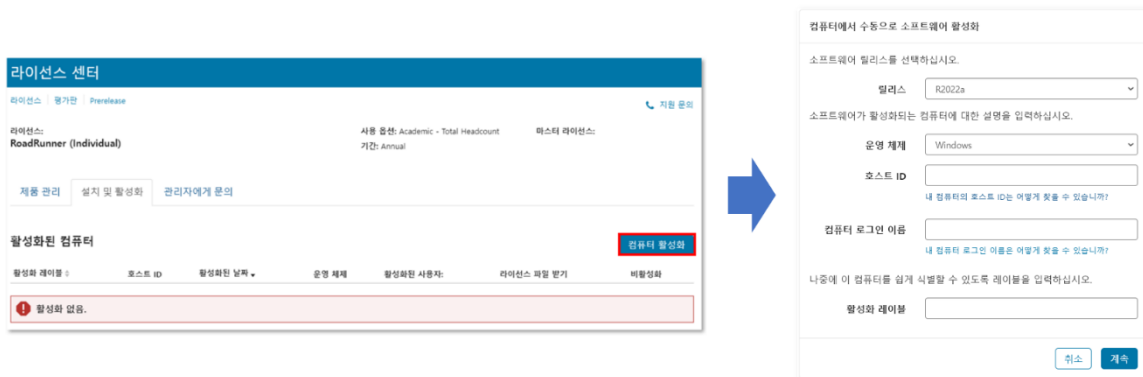 라이선스 센터
라이선스 평가판 Prerelease
지원 문의
라이선스:
RoadRunner (Individual)
사용 옵션: Academic - Total Headcount
기간: Annual
마스터 라이선스:
제품 관리 설치 및 활성화 관리자에게 문의
활성화된 컴퓨터
컴퓨터 활성화
활성화 레이블 호스트 ID 활성화된 날짜 운영 체제 활성화된 사용자: 라이선스 파일 받기 비활성화
활성화 없음.
컴퓨터에서 수동으로 소프트웨어 활성화
소프트웨어 릴리스를 선택하십시오.
릴리스 R2022a
소프트웨어가 활성화되는 컴퓨터에 대한 설명을 입력하십시오.
운영 체제 Windows
호스트 ID
내 컴퓨터의 호스트 ID는 어떻게 찾을 수 있습니까?
컴퓨터 로그인 이름
내 컴퓨터 로그인 이름은 어떻게 찾을 수 있습니까?
나중에 이 컴퓨터를 쉽게 식별할 수 있도록 레이블을 입력하십시오.
활성화 레이블
취소 계속